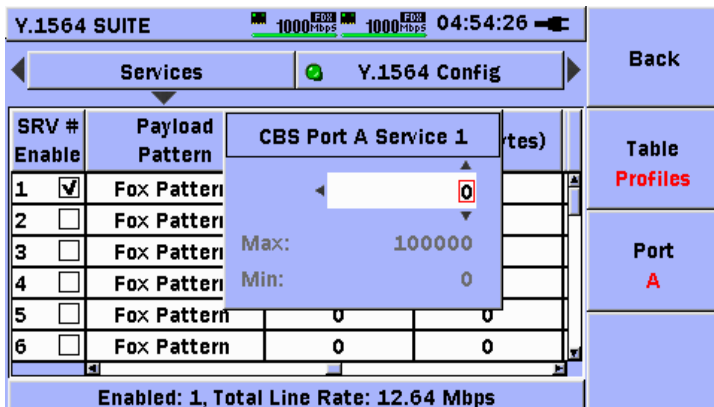 Y.1564 SUITE 1000 FDX Mbps 1000 FDX Mbps 04:54:26
Back
Services Y.1564 Config
SRV # Enable Payload Pattern tes)
CBS Port A Service 1
0
Max: 100000
Min: 0
1 Fox Pattern
2 Fox Pattern
3 Fox Pattern
4 Fox Pattern
5 Fox Pattern 0 0
6 Fox Pattern 0 0
Table
Profiles
Port
A
Enabled: 1, Total Line Rate: 12.64 Mbps